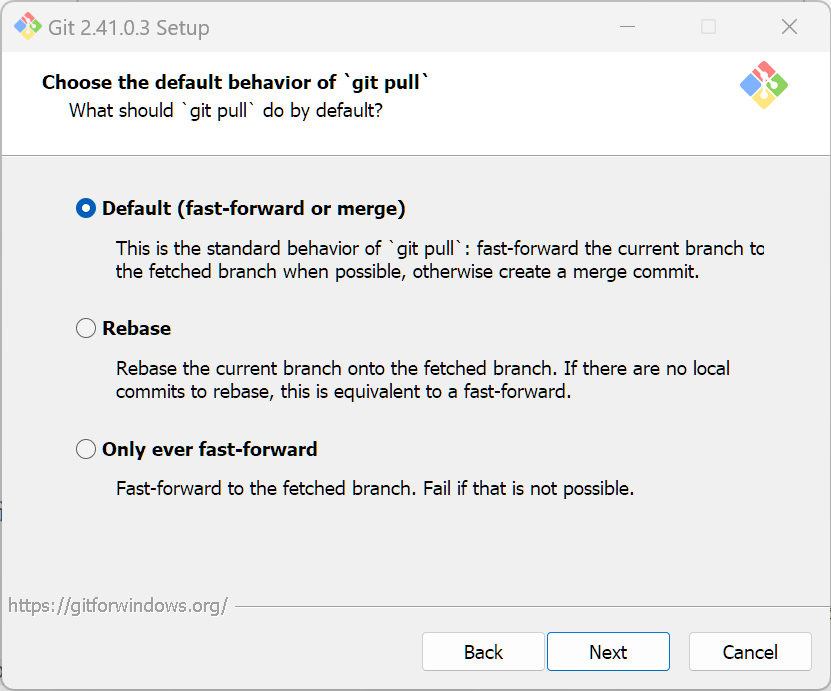 Git 2.41.0.3 Setup
Choose the default behavior of `git pull`
What should `git pull` do by default?
Default (fast-forward or merge)
This is the standard behavior of `git pull`: fast-forward the current branch to
the fetched branch when possible, otherwise create a merge commit.
Rebase
Rebase the current branch onto the fetched branch. If there are no local
commits to rebase, this is equivalent to a fast-forward.
Only ever fast-forward
Fast-forward to the fetched branch. Fail if that is not possible.
https://gitforwindows.org/
Back Next Cancel